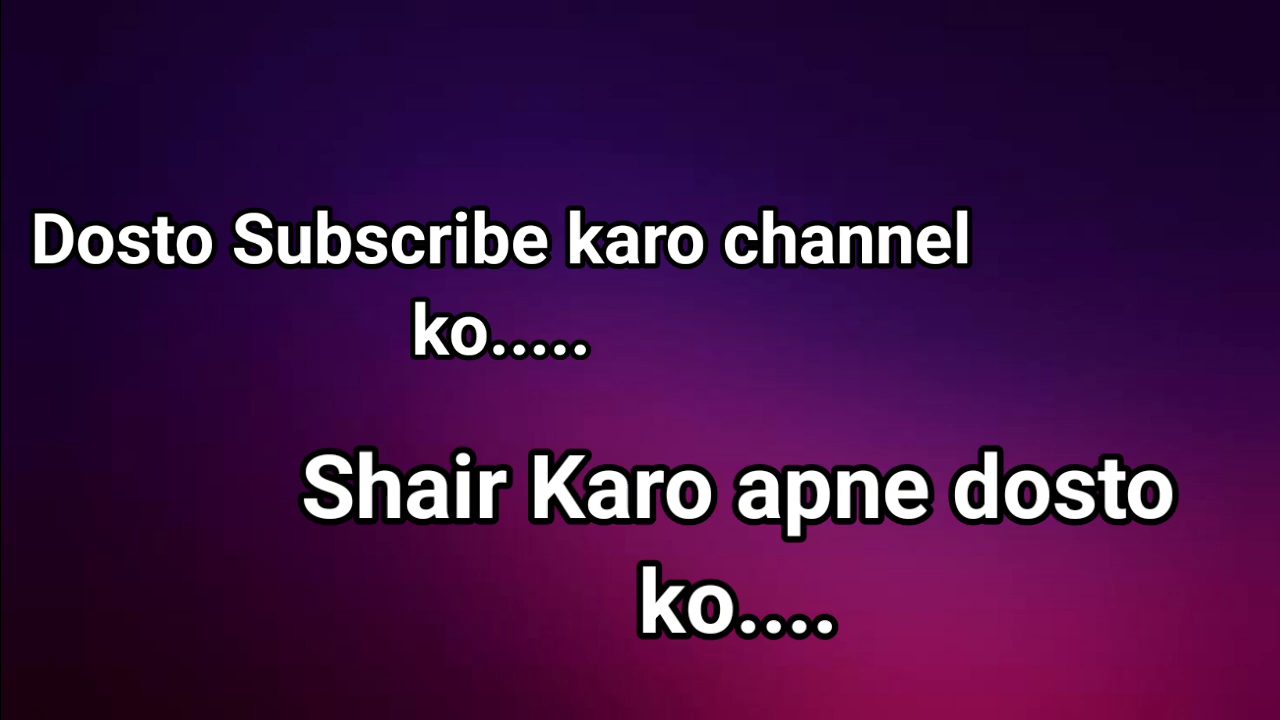 Dosto Subscribe karo channel
ko.....
Shair Karo apne dosto
ko....